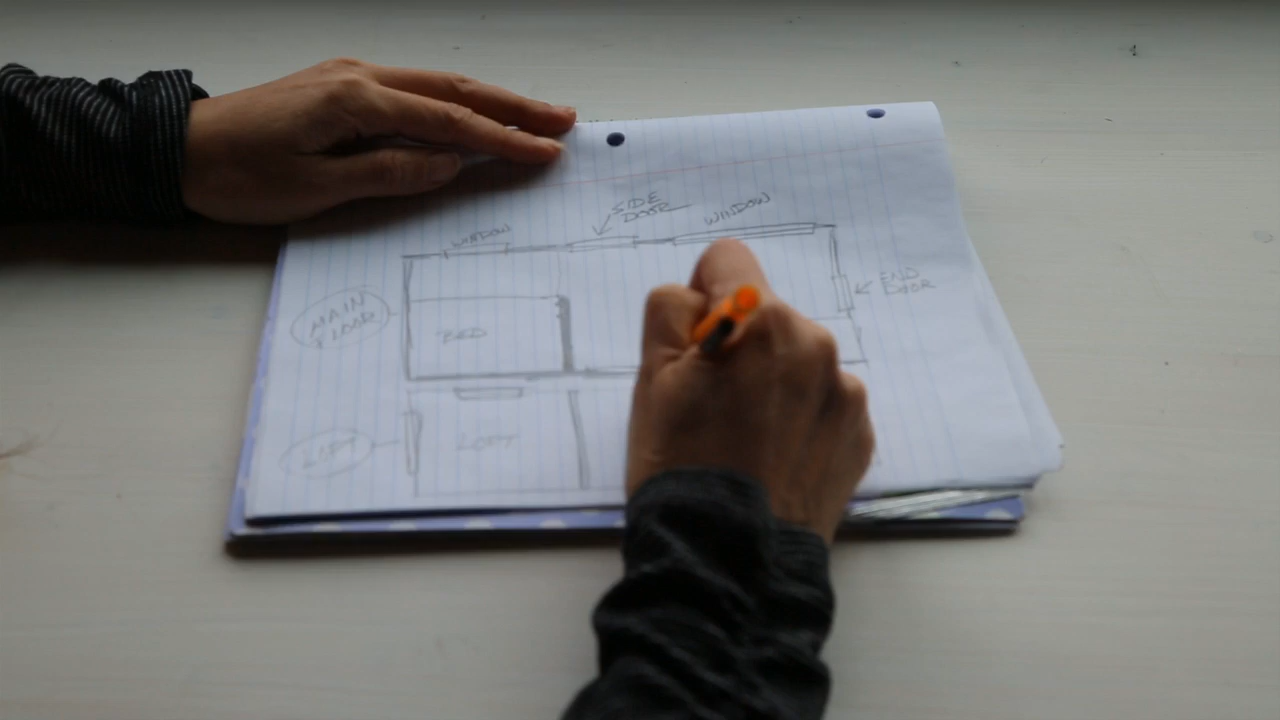 SIDE
DOOR
WINDOW
WINDOW
END
DOOR
MAIN
FLOOR
BED
LOFT
LOFT